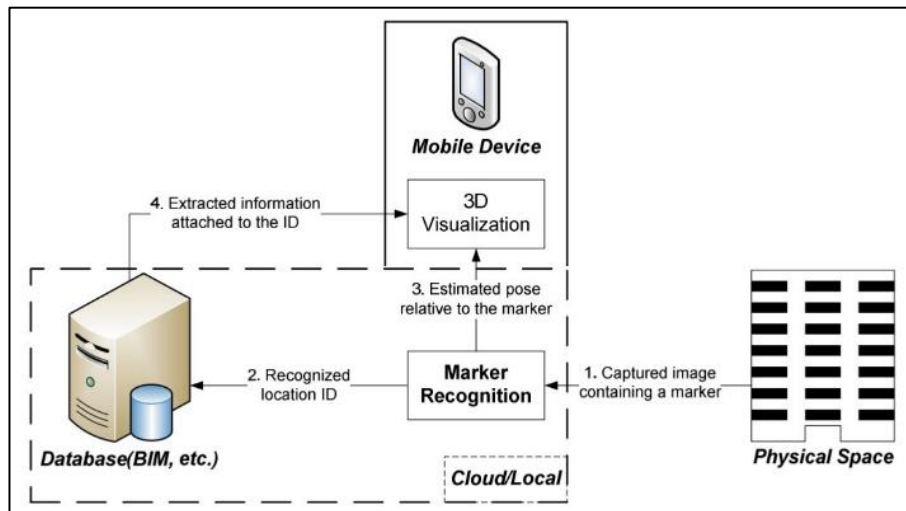 Mobile Device
3D
Visualization
4. Extracted information
attached to the ID
3. Estimated pose
relative to the marker
2. Recognized
location ID
Marker
Recognition
1. Captured image
containing a marker
Database(BIM, etc.)
Cloud/Local
Physical Space